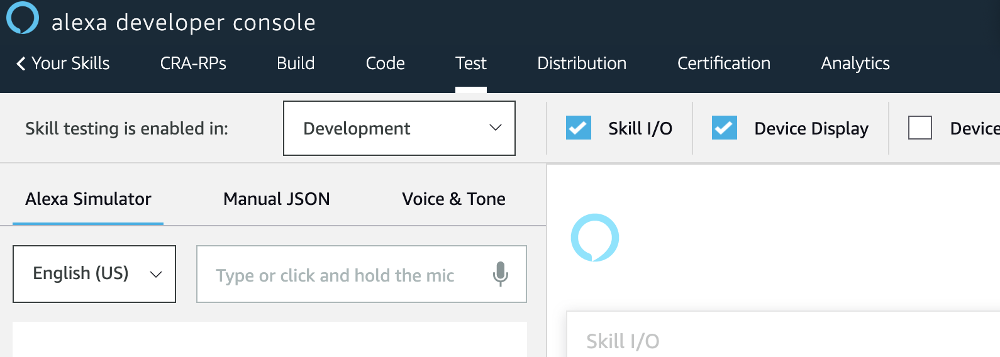 alexa developer console
Your Skills CRA-RPs Build Code Test Distribution Certification Analytics
Skill testing is enabled in: Development Skill I/O Device Display Device
Alexa Simulator Manual JSON Voice & Tone
English (US) Type or click and hold the mic
Skill I/O